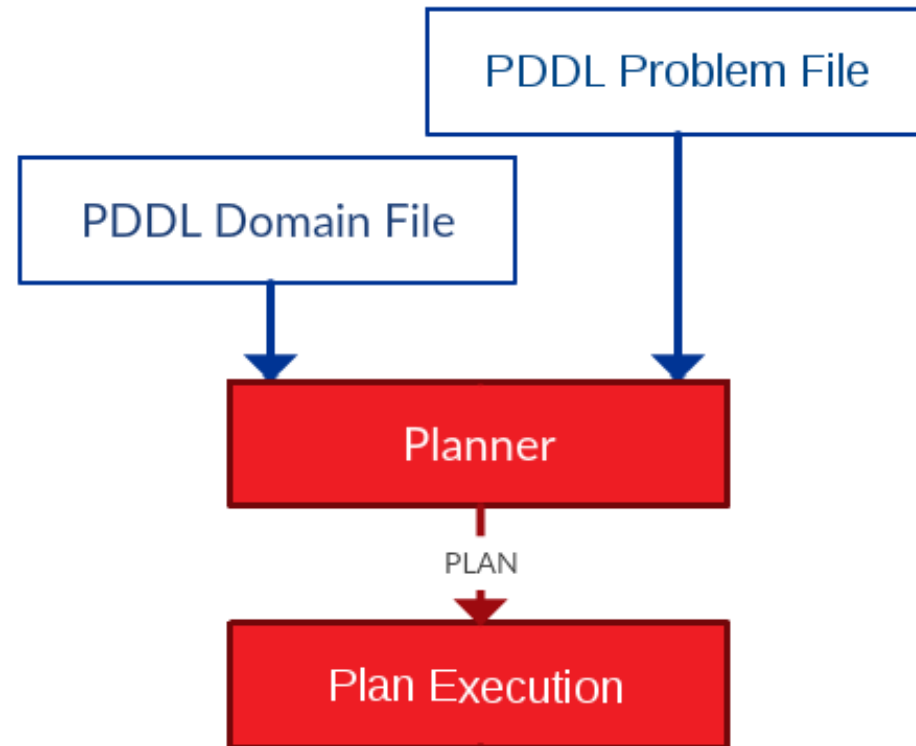 PDDL Problem File
PDDL Domain File
Planner
PLAN
Plan Execution